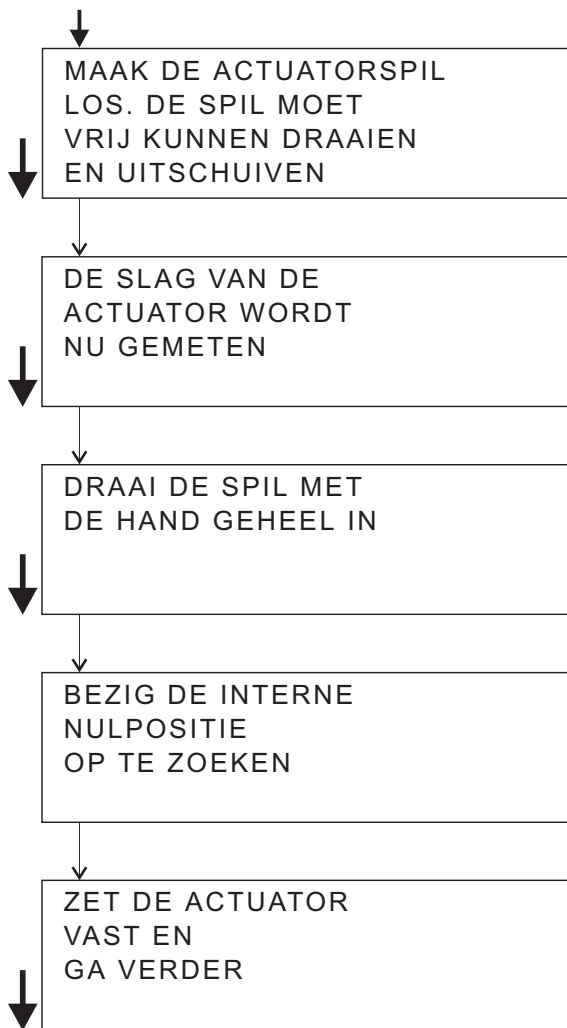 MAAK DE ACTUATORSPIL
LOS. DE SPIL MOET
VRIJ KUNNEN DRAAIEN
EN UITSCHUIVEN
DE SLAG VAN DE
ACTUATOR WORDT
NU GEMETEN
DRAAI DE SPIL MET
DE HAND GEHEEL IN
BEZIG DE INTERNE
NULPOSITIE
OP TE ZOEKEN
ZET DE ACTUATOR
VAST EN
GA VERDER